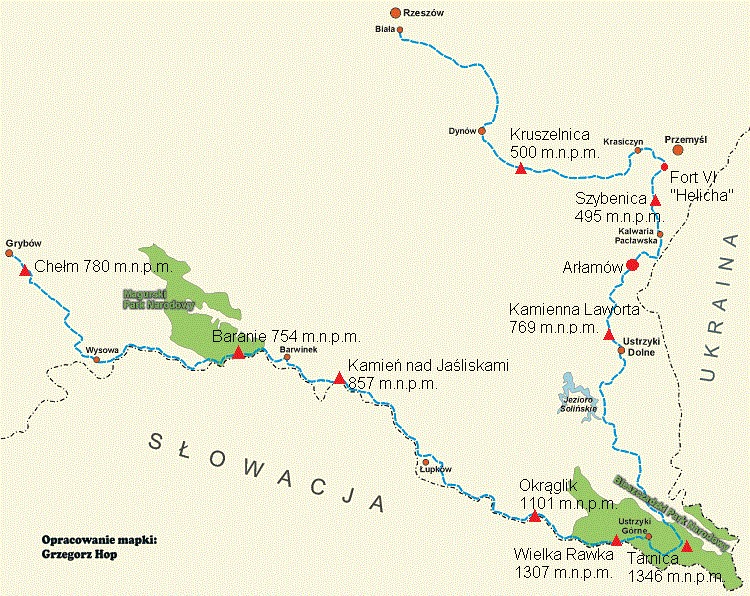 Rzeszów
Biała
Dynów
Kruszelnica
500 m.n.p.m.
Krasiczyn
Przemyśl
Fort VI
"Helicha"
Szybenica
495 m.n.p.m.
Kalwaria
Pacławska
Arłamów
UKRAINA
Grybów
Chełm 780 m.n.p.m.
Magurski
Park Narodowy
Kamienna Laworta
769 m.n.p.m.
Baranie 754 m.n.p.m.
Ustrzyki
Dolne
Wysowa
Barwinek
Kamień nad Jaśliskami
857 m.n.p.m.
Jezioro
Solińskie
SŁOWACJA
Łupków
Okrąglik
1101 m.n.p.m.
Bieszczadzki Park Narodowy
Ustrzyki
Górne
Wielka Rawka
1307 m.n.p.m.
Tarnica
1346 m.n.p.m.
Opracowanie mapki:
Grzegorz Hop